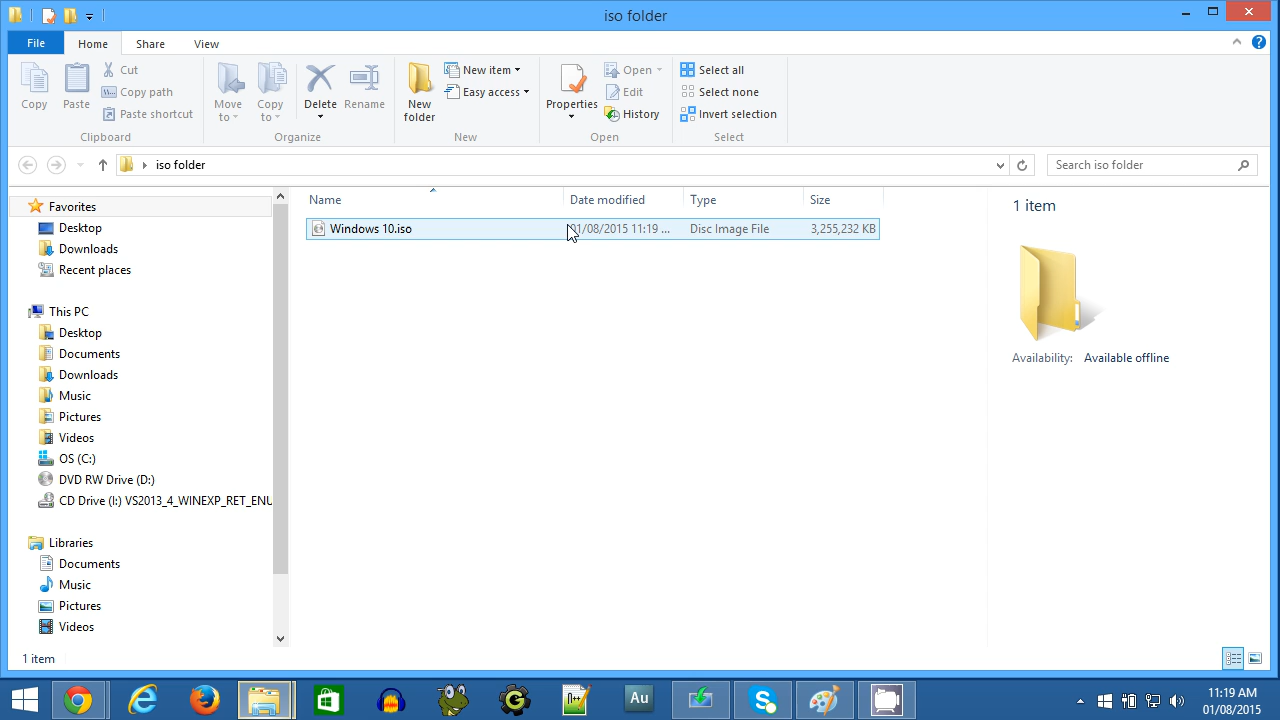 iso folder
File Home Share View
Copy
Paste
Cut
Copy path
Paste shortcut
Clipboard
Move to
Copy to
Delete
Rename
Organize
New folder
New item
Easy access
New
Properties
Open
Edit
History
Open
Select all
Select none
Invert selection
Select
iso folder
Search iso folder
Favorites
Desktop
Downloads
Recent places
This PC
Desktop
Documents
Downloads
Music
Pictures
Videos
OS (C:)
DVD RW Drive (D:)
CD Drive (I:) VS2013_4_WINEXP_RET_ENU
Libraries
Documents
Music
Pictures
Videos
Name Date modified Type Size
Windows 10.iso 01/08/2015 11:19 ... Disc Image File 3,255,232 KB
1 item
Availability: Available offline
1 item
N++
Au
11:19 AM
01/08/2015